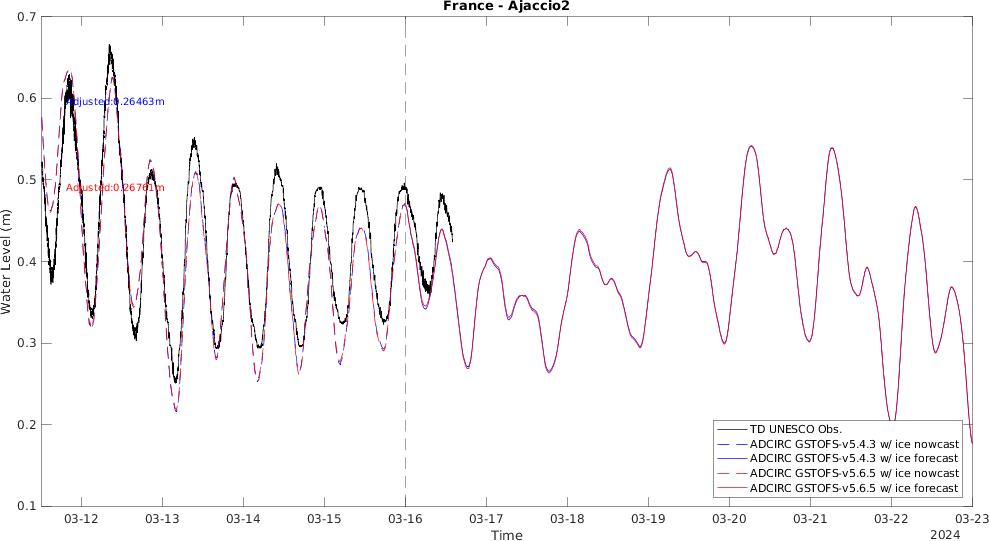 France - Ajaccio2
0.7
0.6
0.5
0.4
0.3
0.2
0.1
Water Level (m)
Adjusted:0.26463m
Adjusted:0.26761m
TD UNESCO Obs.
ADCIRC GSTOFS-v5.4.3 w/ ice nowcast
ADCIRC GSTOFS-v5.4.3 w/ ice forecast
ADCIRC GSTOFS-v5.6.5 w/ ice nowcast
ADCIRC GSTOFS-v5.6.5 w/ ice forecast
03-12 03-13 03-14 03-15 03-16 03-17 03-18 03-19 03-20 03-21 03-22 03-23
Time
2024